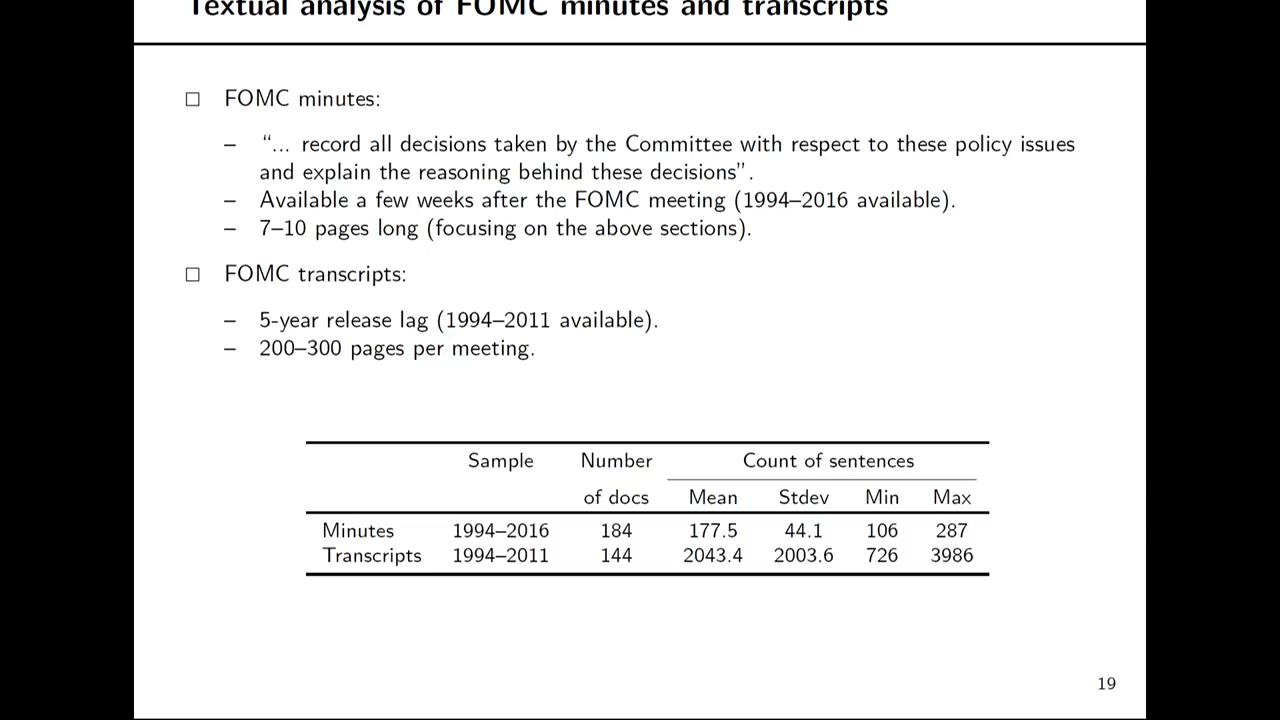 Textual analysis of FOMC minutes and transcripts
□ FOMC minutes:
– “... record all decisions taken by the Committee with respect to these policy issues
and explain the reasoning behind these decisions”.
– Available a few weeks after the FOMC meeting (1994–2016 available).
– 7–10 pages long (focusing on the above sections).
□ FOMC transcripts:
– 5-year release lag (1994–2011 available).
– 200–300 pages per meeting.
Sample Number Count of sentences
of docs Mean Stdev Min Max
Minutes 1994–2016 184 177.5 44.1 106 287
Transcripts 1994–2011 144 2043.4 2003.6 726 3986
19